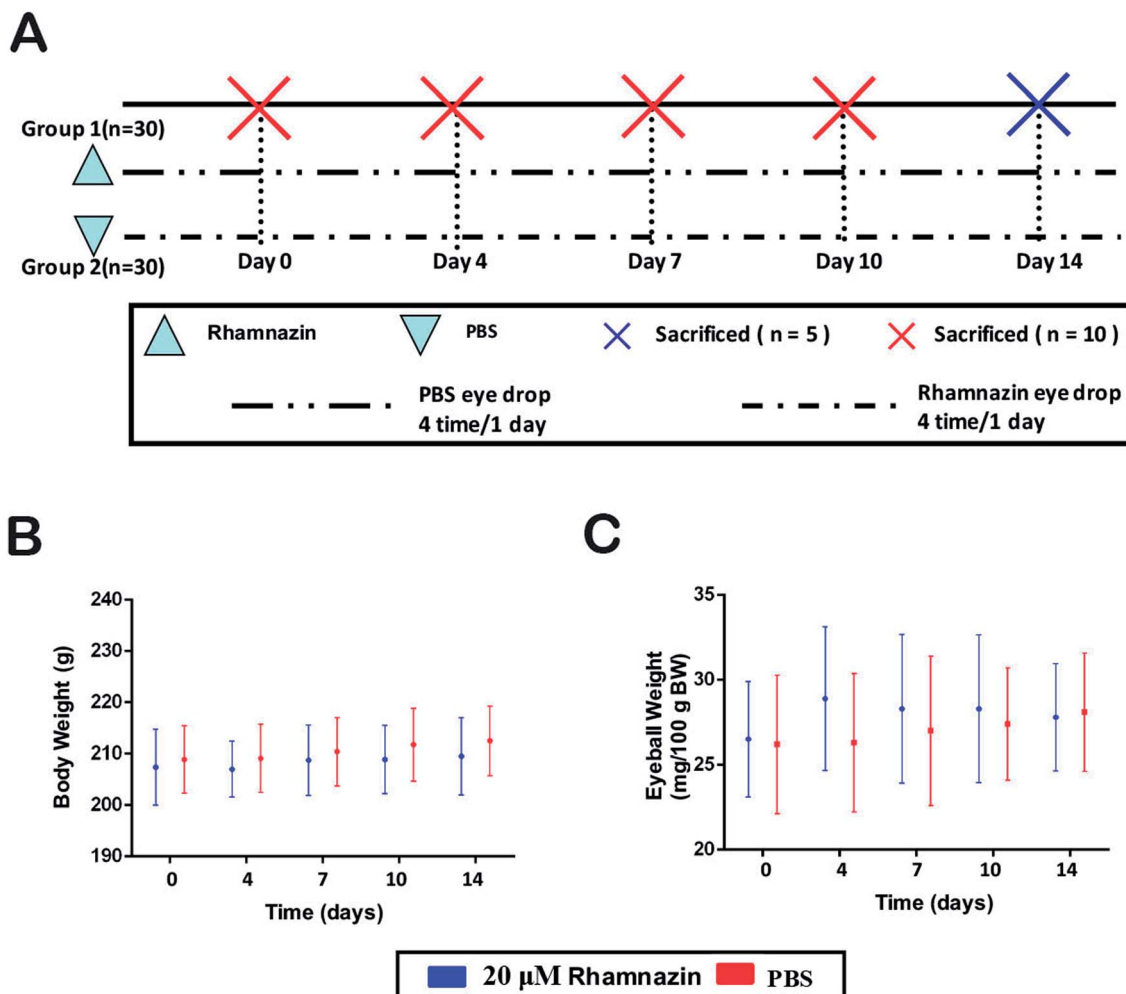 A
Group 1(n=30)
Group 2(n=30)
Day 0
Day 4
Day 7
Day 10
Day 14
Rhamnazin
PBS
Sacrificed ( n = 5 )
Sacrificed ( n = 10 )
PBS eye drop
4 time/1 day
Rhamnazin eye drop
4 time/1 day
B
Body Weight (g)
240
230
220
210
200
190
0 4 7 10 14
Time (days)
C
Eyeball Weight
(mg/100 g BW)
35
30
25
20
0 4 7 10 14
Time (days)
20 µM Rhamnazin PBS